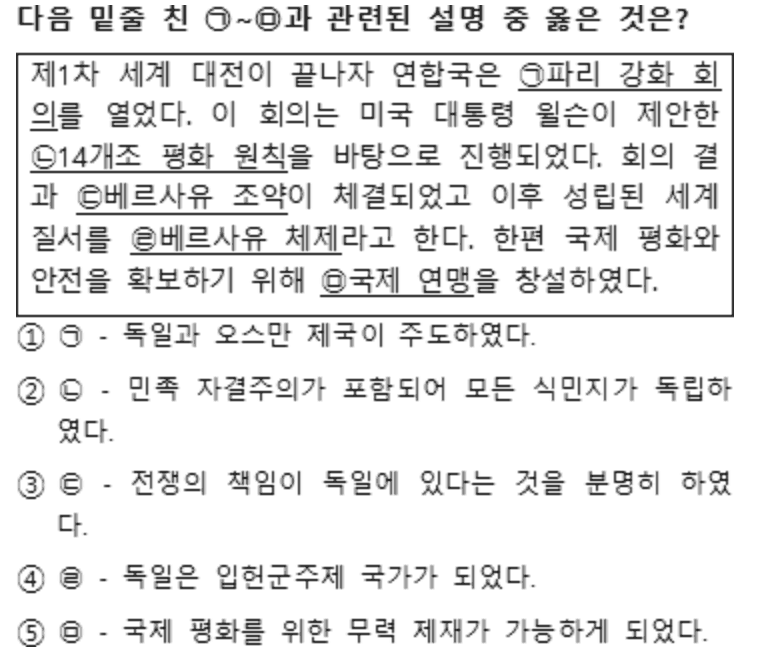 다음 밑줄 친 ㉠~㉤과 관련된 설명 중 옳은 것은?
제1차 세계 대전이 끝나자 연합국은 ㉠파리 강화 회
의를 열었다. 이 회의는 미국 대통령 윌슨이 제안한
㉡14개조 평화 원칙을 바탕으로 진행되었다. 회의 결
과 ㉢베르사유 조약이 체결되었고 이후 성립된 세계
질서를 ㉣베르사유 체제라고 한다. 한편 국제 평화와
안전을 확보하기 위해 ㉤국제 연맹을 창설하였다.
① ㉠ - 독일과 오스만 제국이 주도하였다.
② ㉡ - 민족 자결주의가 포함되어 모든 식민지가 독립하
였다.
③ ㉢ - 전쟁의 책임이 독일에 있다는 것을 분명히 하였
다.
④ ㉣ - 독일은 입헌군주제 국가가 되었다.
⑤ ㉤ - 국제 평화를 위한 무력 제재가 가능하게 되었다.